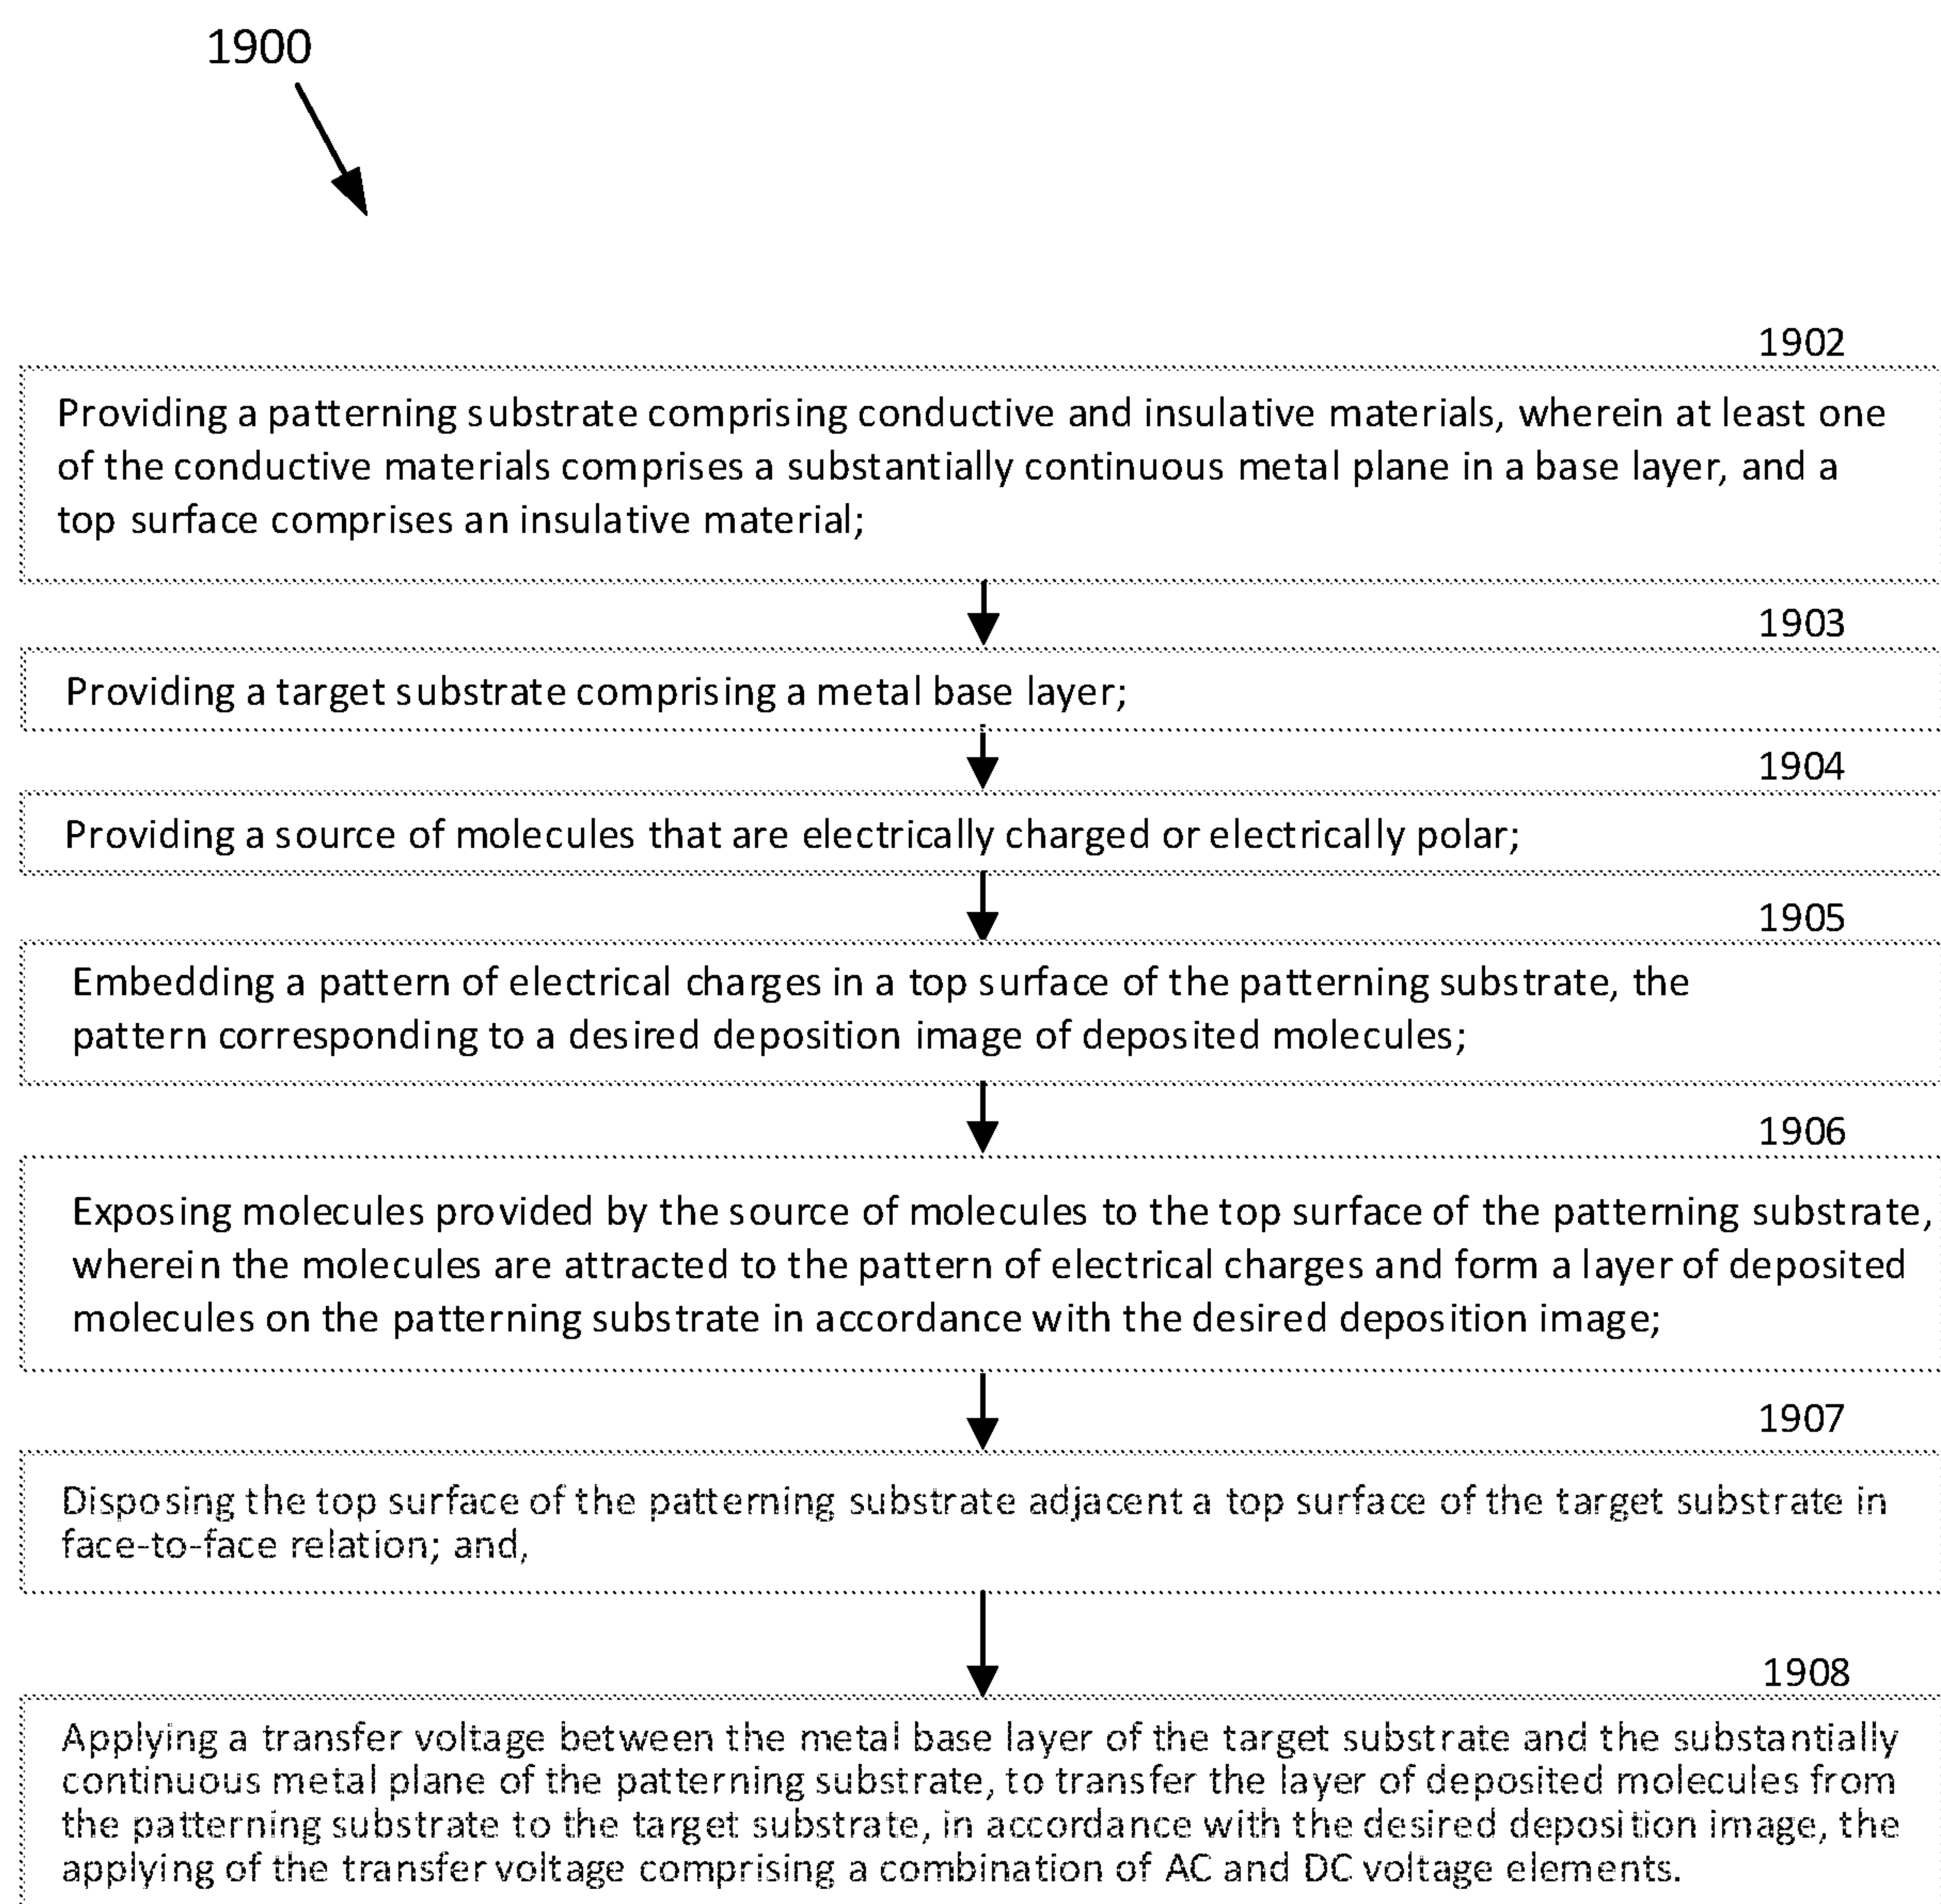 1900
1902
Providing a patterning substrate comprising conductive and insulative materials, wherein at least one
of the conductive materials comprises a substantially continuous metal plane in a base layer, and a
top surface comprises an insulative material;
1903
Providing a target substrate comprising a metal base layer;
1904
Providing a source of molecules that are electrically charged or electrically polar;
1905
Embedding a pattern of electrical charges in a top surface of the patterning substrate, the
pattern corresponding to a desired deposition image of deposited molecules;
1906
Exposing molecules provided by the source of molecules to the top surface of the patterning substrate,
wherein the molecules are attracted to the pattern of electrical charges and form a layer of deposited
molecules on the patterning substrate in accordance with the desired deposition image;
1907
Disposing the top surface of the patterning substrate adjacent a top surface of the target substrate in
face-to-face relation; and,
1908
Applying a transfer voltage between the metal base layer of the target substrate and the substantially
continuous metal plane of the patterning substrate, to transfer the layer of deposited molecules from
the patterning substrate to the target substrate, in accordance with the desired deposition image, the
applying of the transfer voltage comprising a combination of AC and DC voltage elements.